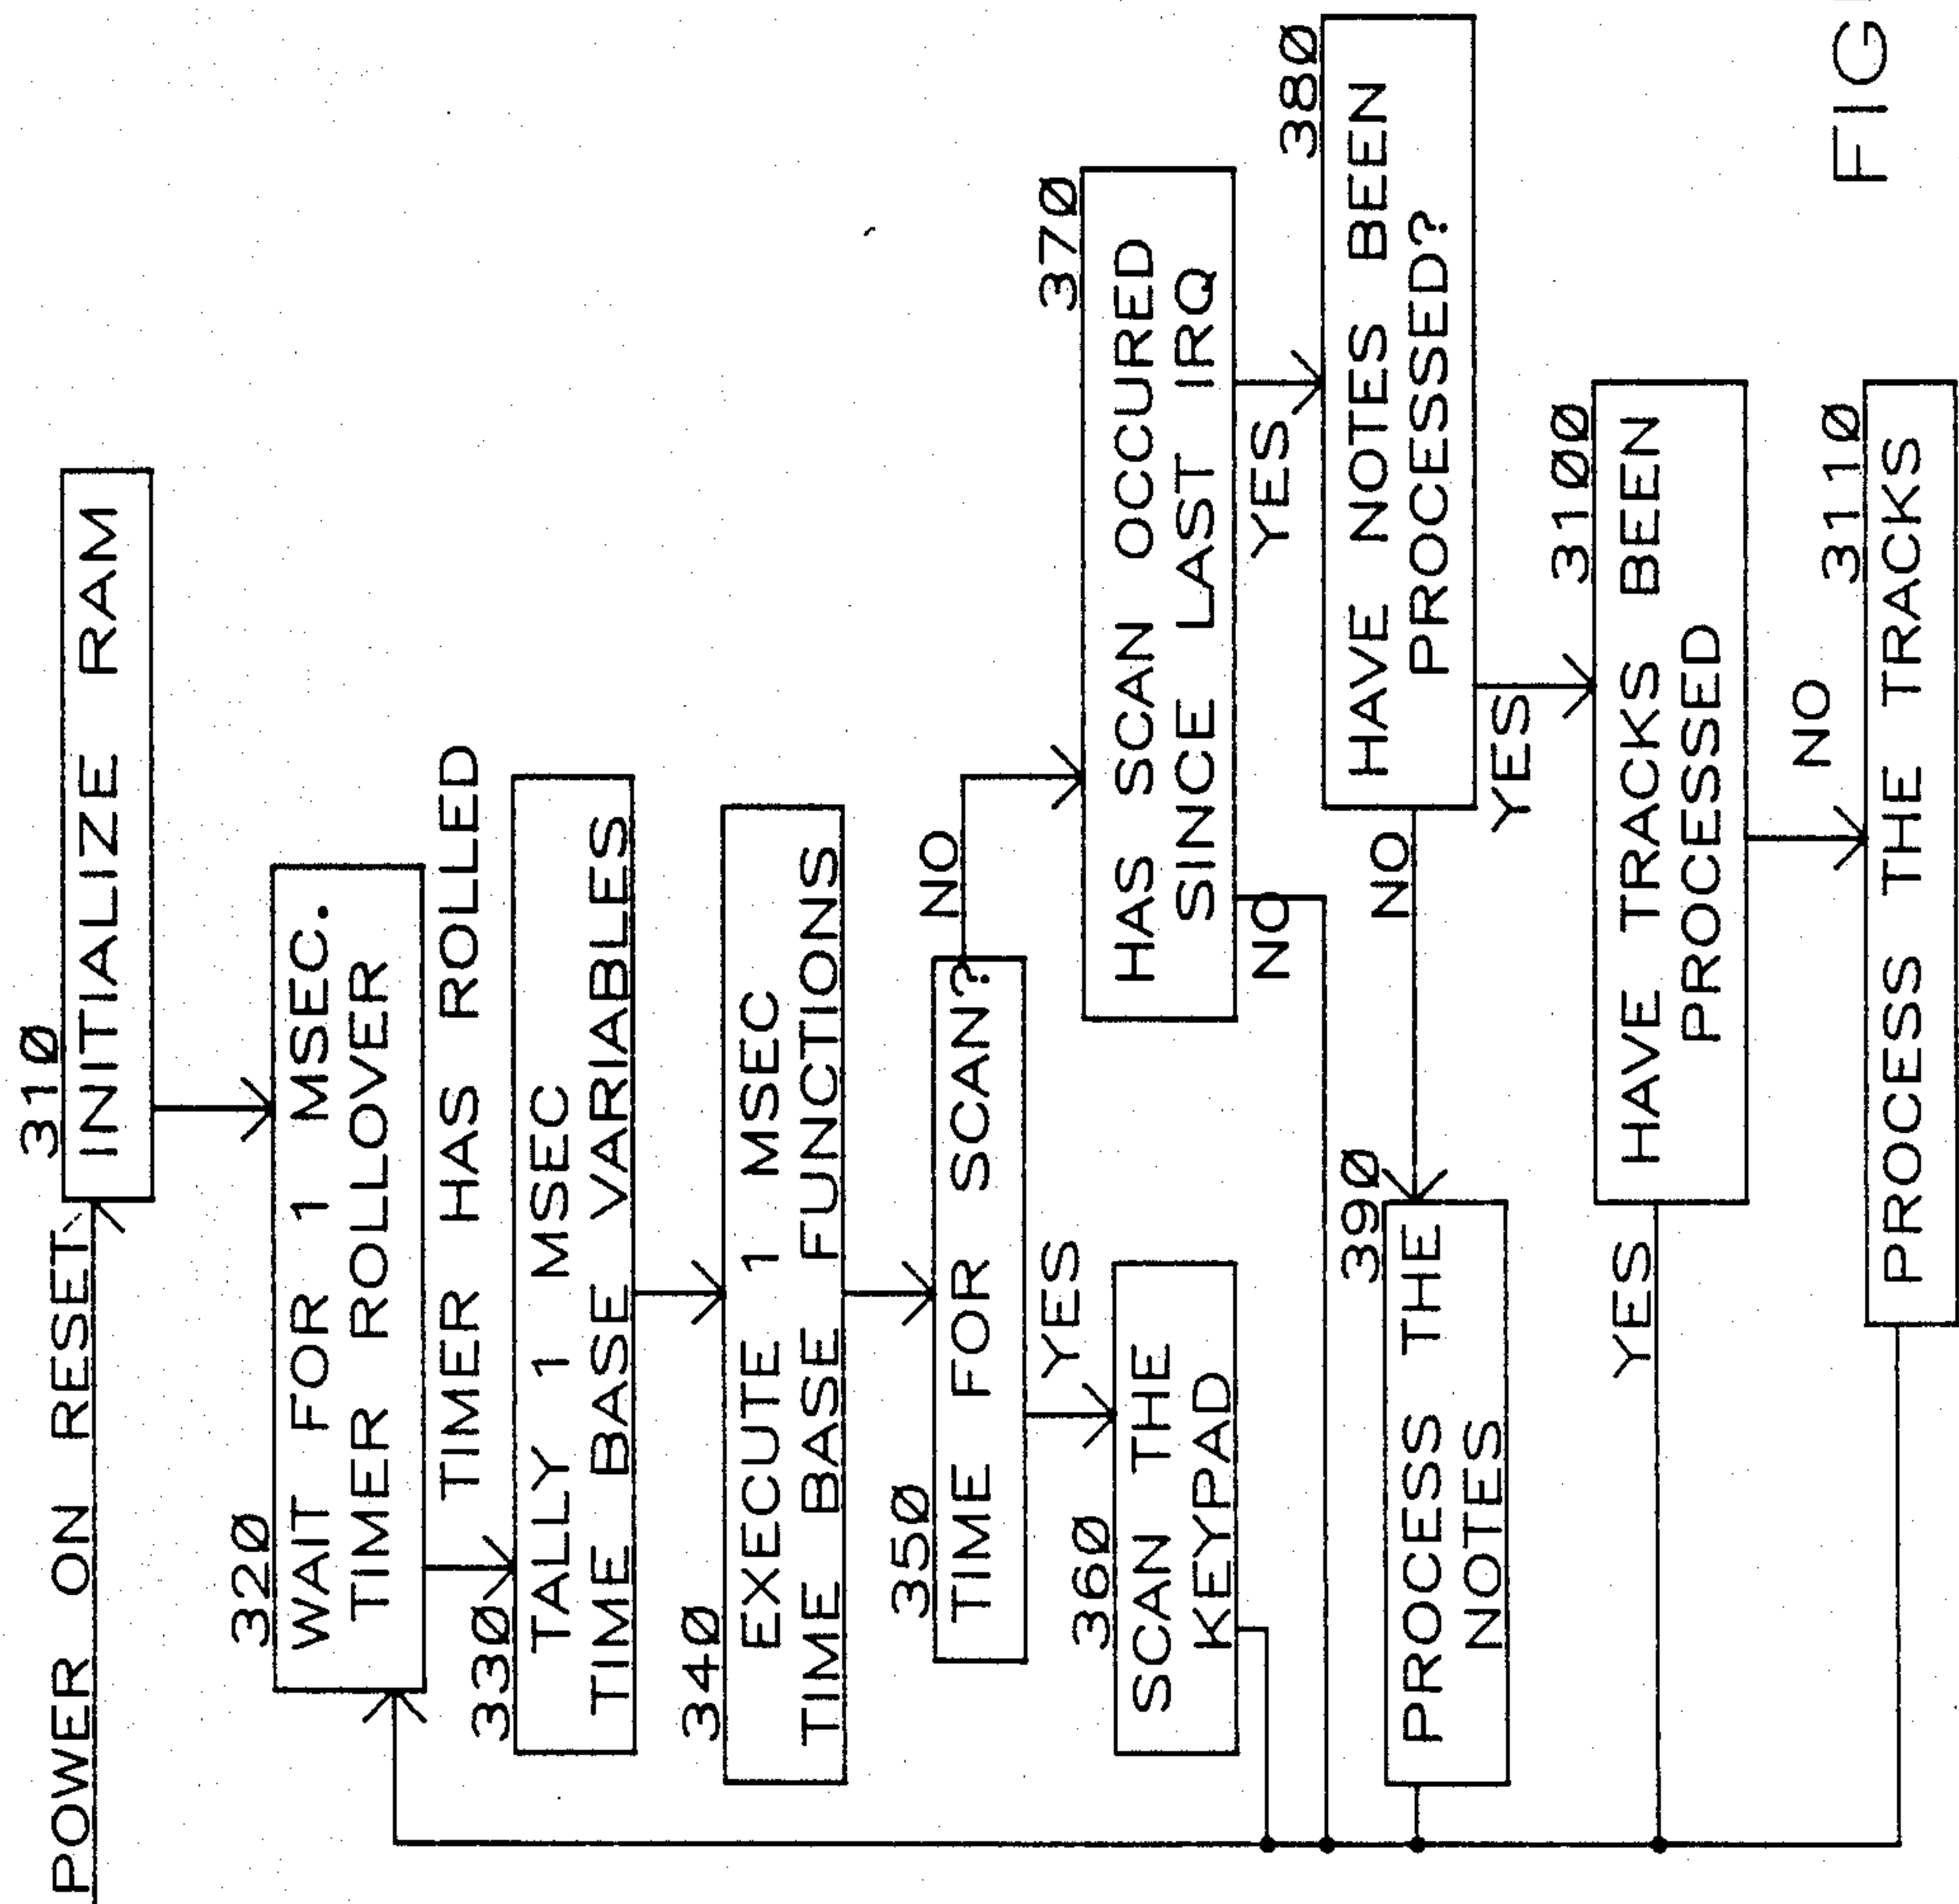 POWER ON RESET
310
INITIALIZE RAM
320
WAIT FOR 1 MSEC.
TIMER ROLLOVER
TIMER HAS ROLLED
330
TALLY 1 MSEC
TIME BASE VARIABLES
340
EXECUTE 1 MSEC
TIME BASE FUNCTIONS
350
TIME FOR SCAN?
NO
YES
360
SCAN THE
KEYPAD
370
HAS SCAN OCCURED
SINCE LAST IRQ
NO
YES
380
HAVE NOTES BEEN
PROCESSED?
NO
YES
390
PROCESS THE
NOTES
3100
HAVE TRACKS BEEN
PROCESSED
YES
NO
3110
PROCESS THE TRACKS
FIG